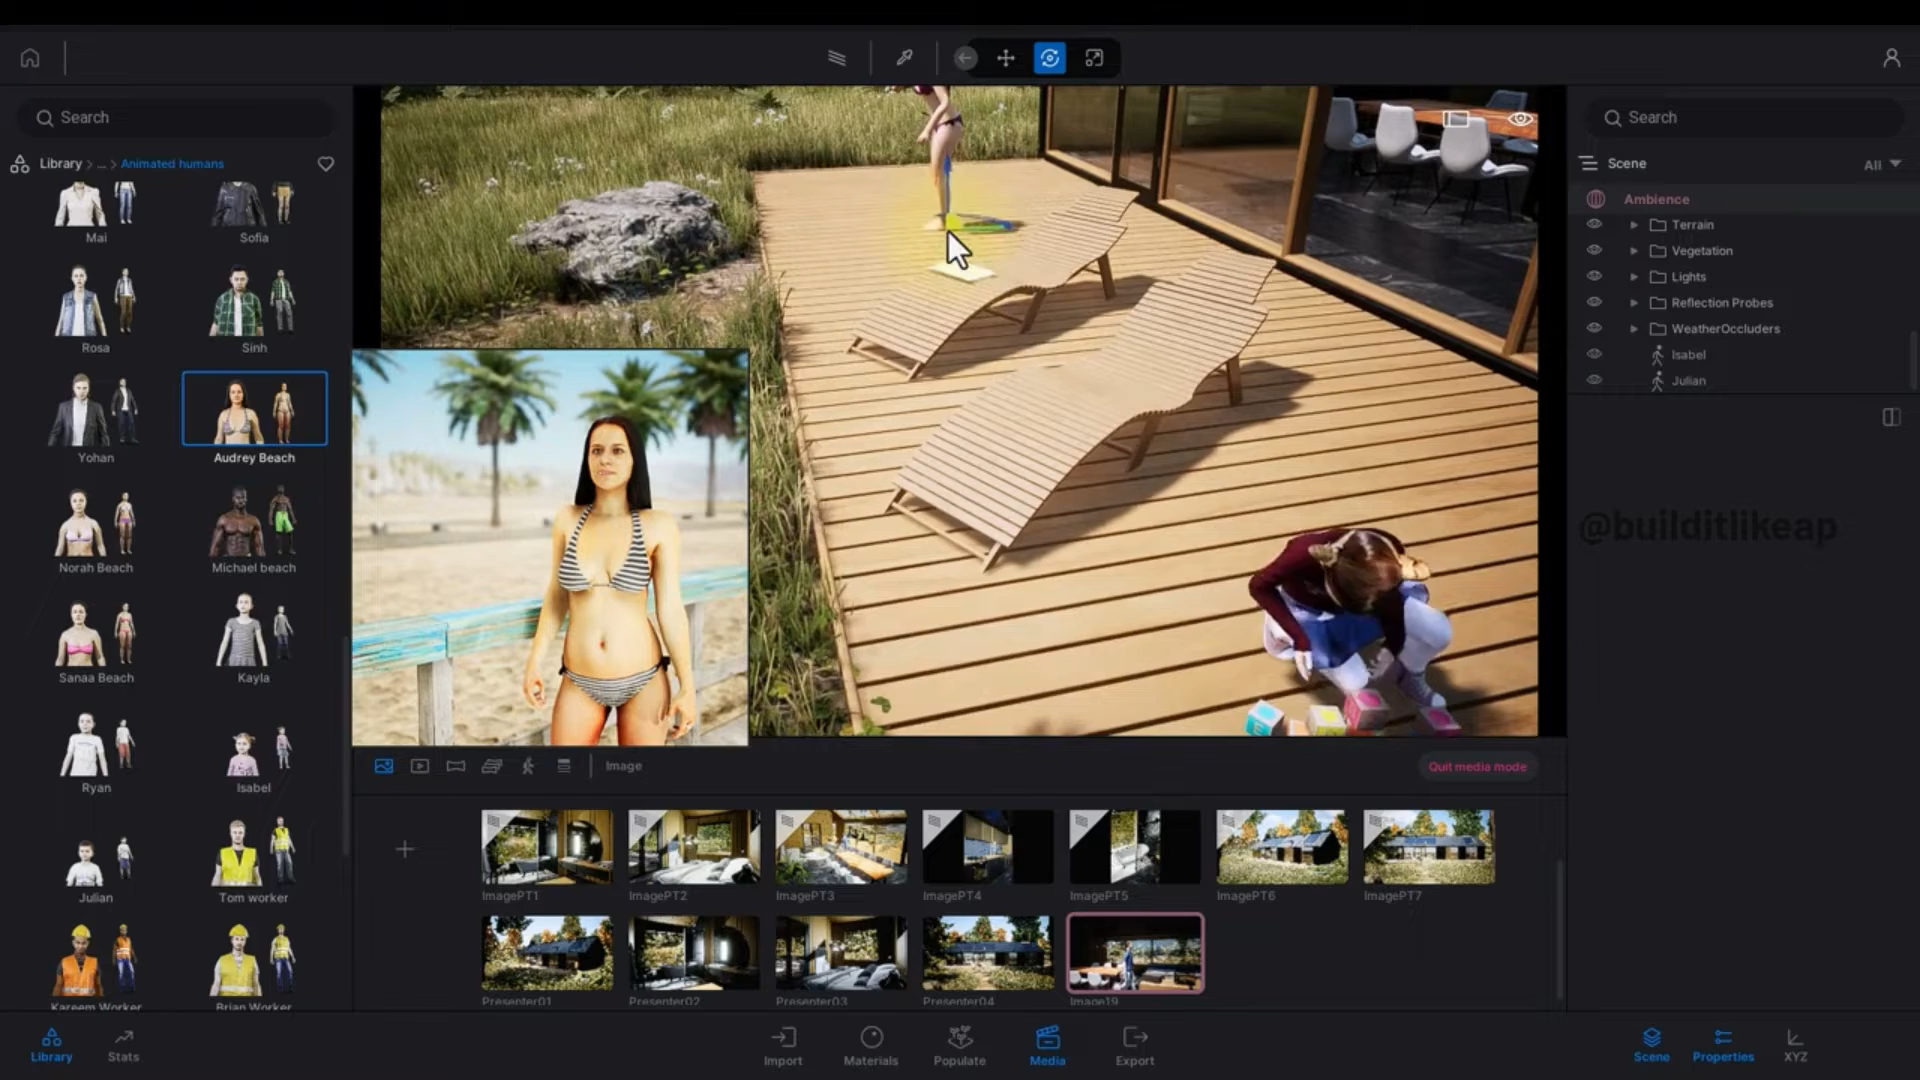 Search
Library > ... > Animated humans
Mai
Sofia
Rosa
Sinh
Yohan
Audrey Beach
Norah Beach
Michael beach
Sanaa Beach
Kayla
Ryan
Isabel
Julian
Tom worker
Kareem Worker
Brian Worker
Library
Stats
Image
Quit media mode
ImagePT1
ImagePT2
ImagePT3
ImagePT4
ImagePT5
ImagePT6
ImagePT7
Presenter01
Presenter02
Presenter03
Presenter04
Image19
Import
Materials
Populate
Media
Export
Search
Scene
All
Ambience
Terrain
Vegetation
Lights
Reflection Probes
WeatherOccluders
Isabel
Julian
@builditlikeap
Scene
Properties
XYZ